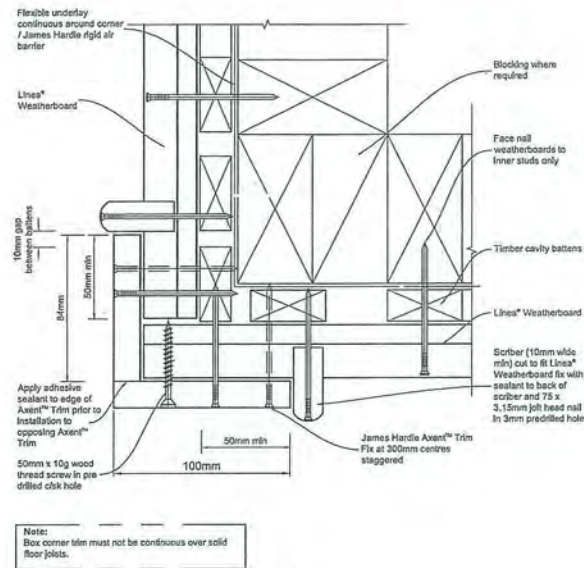 Flexible underlay
continuous around corner
/ James Hardie rigid air
barrier
Linea®
Weatherboard
Blocking where
required
Face nail
weatherboards to
inner studs only
Timber cavity battens
Linea® Weatherboard
Scriber (10mm wide
min) cut to fit Linea®
Weatherboard fix with
sealant to back of
scriber and 75 x
3.15mm jolt head nail
in 3mm predrilled hole
10mm gap
between battens
84mm
50mm min
Apply adhesive
sealant to edge of
Axent™ Trim prior to
installation to
opposing Axent™
Trim
50mm x 10g wood
thread screw in pre
drilled c/sk hole
50mm min
100mm
James Hardie Axent™ Trim
Fix at 300mm centres
staggered
Note:
Box corner trim must not be continuous over solid
floor joists.